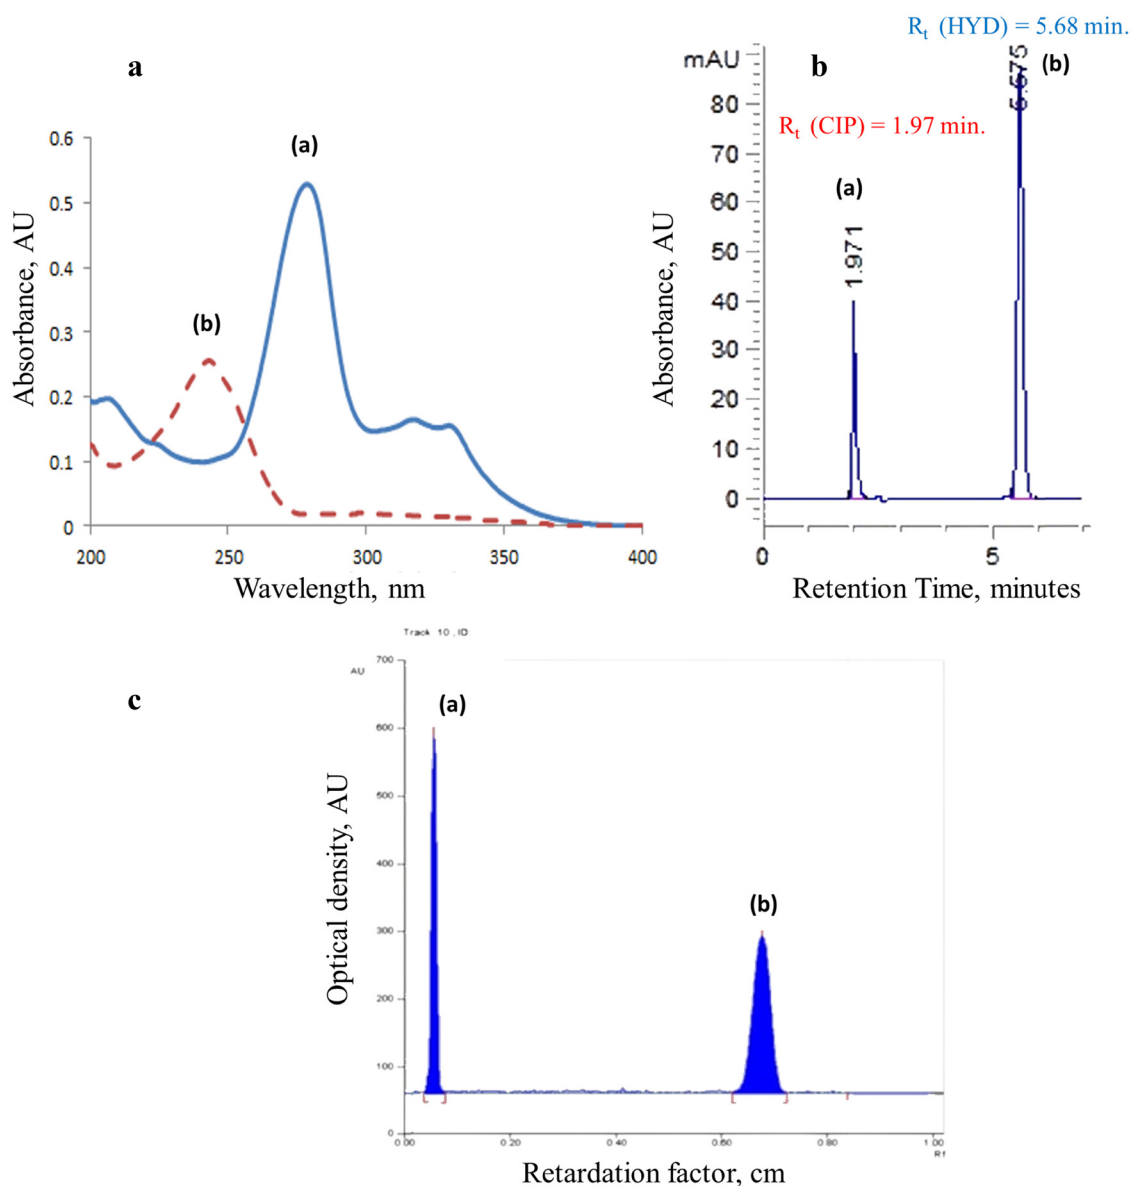 a
(a)
(b)
Absorbance, AU
0.6
0.5
0.4
0.3
0.2
0.1
0
200 250 300 350 400
Wavelength, nm
Rt (HYD) = 5.68 min.
b
(b)
mAU
5.675
Rt (CIP) = 1.97 min.
(a)
1.971
Absorbance, AU
80
70
60
50
40
30
20
10
0
0 5
Retention Time, minutes
Track 10 , ID
c
AU
700
600
500
400
300
200
100
0
(a)
(b)
Optical density, AU
0.00 0.20 0.40 0.60 0.80 1.00
Rf
Retardation factor, cm